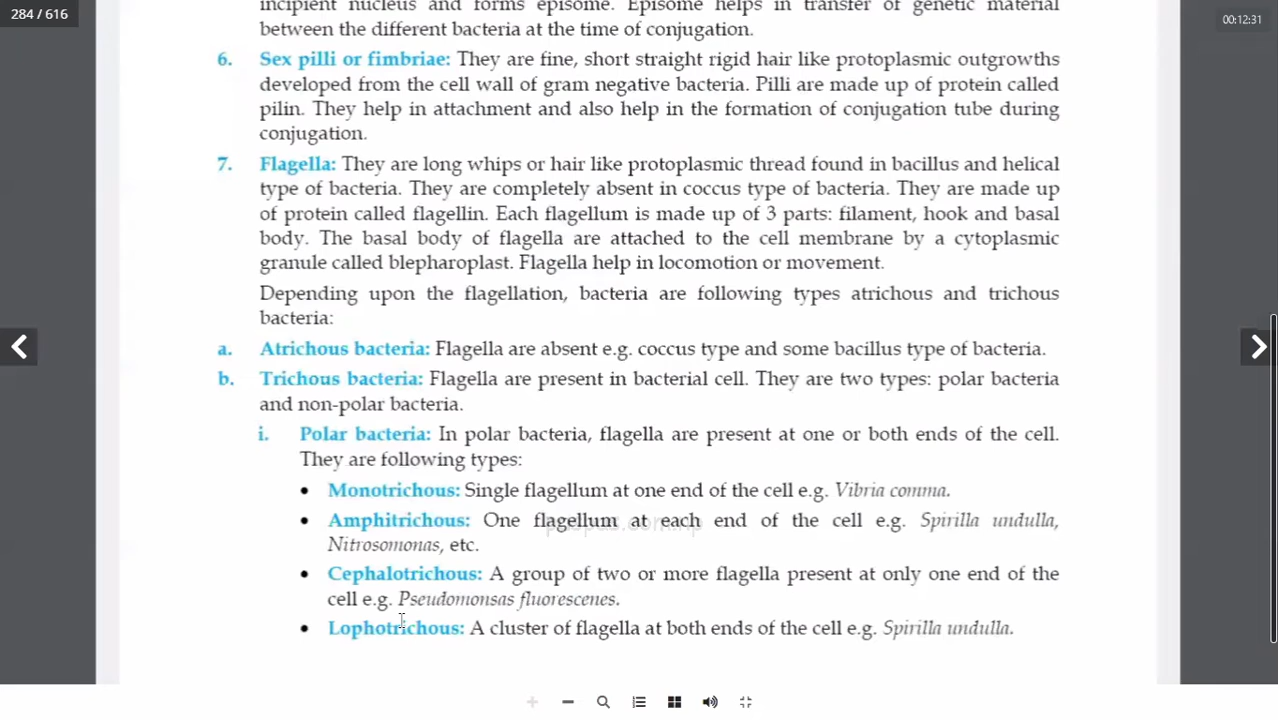 284 / 616
00:12:31
incipient nucleus and forms episome. Episome helps in transfer of genetic material
between the different bacteria at the time of conjugation.
6. Sex pilli or fimbriae: They are fine, short straight rigid hair like protoplasmic outgrowths
developed from the cell wall of gram negative bacteria. Pilli are made up of protein called
pilin. They help in attachment and also help in the formation of conjugation tube during
conjugation.
7. Flagella: They are long whips or hair like protoplasmic thread found in bacillus and helical
type of bacteria. They are completely absent in coccus type of bacteria. They are made up
of protein called flagellin. Each flagellum is made up of 3 parts: filament, hook and basal
body. The basal body of flagella are attached to the cell membrane by a cytoplasmic
granule called blepharoplast. Flagella help in locomotion or movement.
Depending upon the flagellation, bacteria are following types atrichous and trichous
bacteria:
a. Atrichous bacteria: Flagella are absent e.g. coccus type and some bacillus type of bacteria.
b. Trichous bacteria: Flagella are present in bacterial cell. They are two types: polar bacteria
and non-polar bacteria.
i. Polar bacteria: In polar bacteria, flagella are present at one or both ends of the cell.
They are following types:
• Monotrichous: Single flagellum at one end of the cell e.g. Vibria comma.
• Amphitrichous: One flagellum at each end of the cell e.g. Spirilla undulla,
Nitrosomonas, etc.
• Cephalotrichous: A group of two or more flagella present at only one end of the
cell e.g. Pseudomonsas fluorescenes.
• Lophotrichous: A cluster of flagella at both ends of the cell e.g. Spirilla undulla.